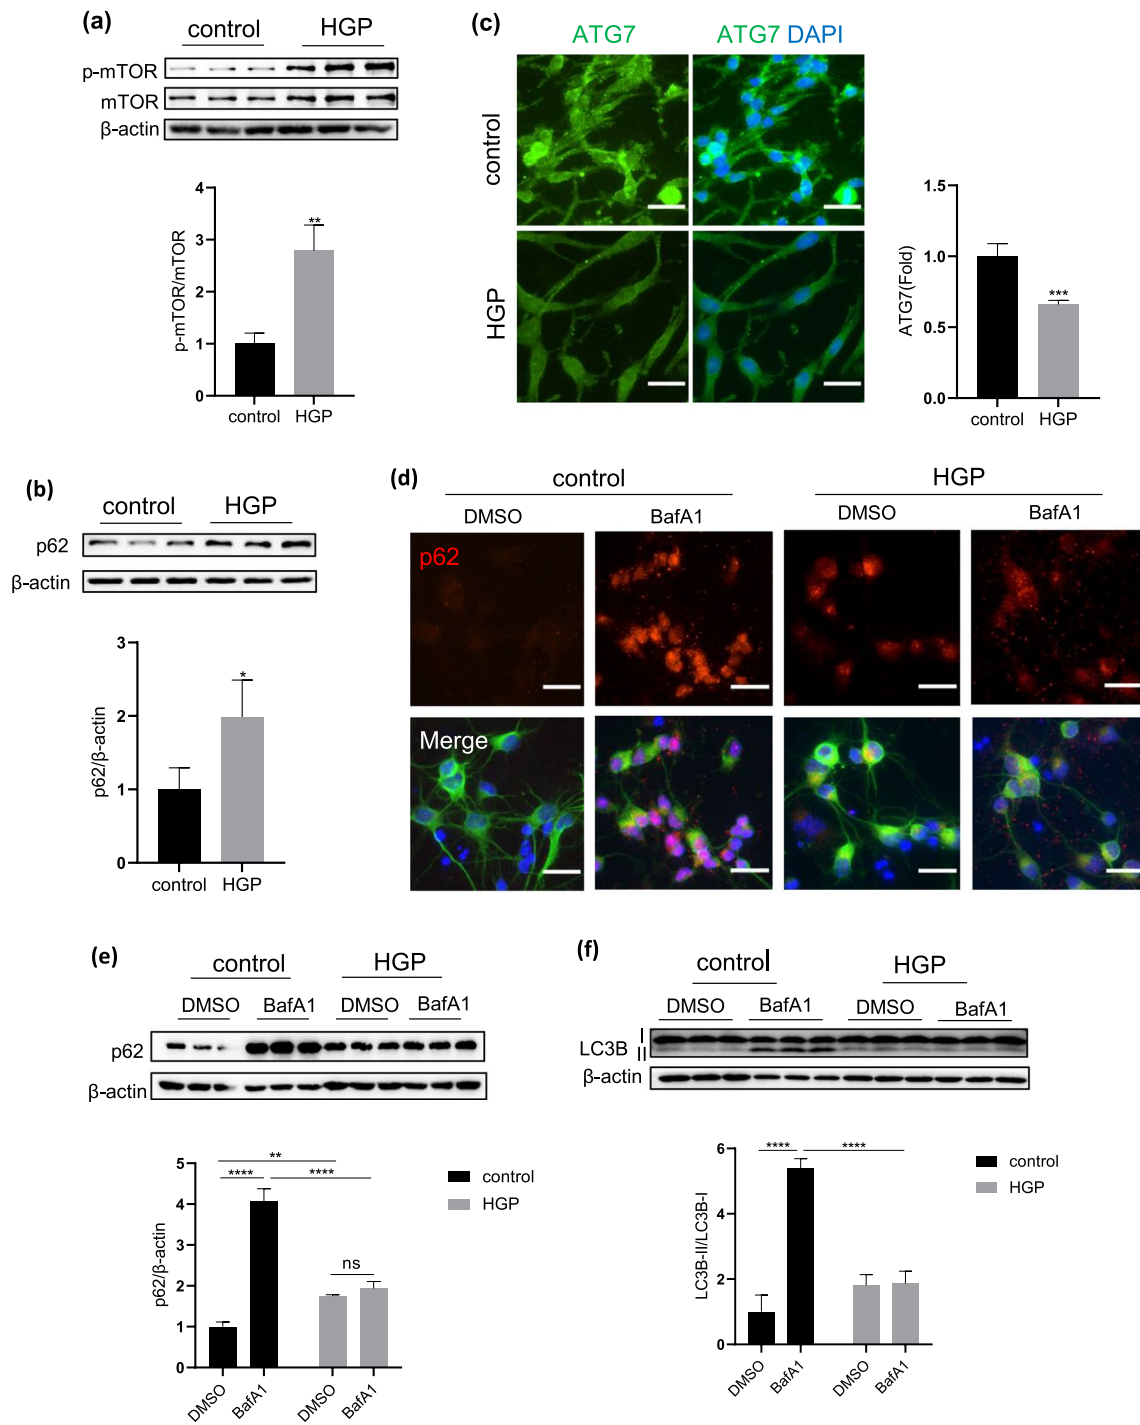 (a)
control HGP
p-mTOR
mTOR
β-actin
p-mTOR/mTOR
4
3
2
1
0
**
control HGP
(c)
ATG7 ATG7 DAPI
control
HGP
ATG7(Fold)
1.5
1.0
0.5
0.0
***
control HGP
(b)
control HGP
p62
β-actin
p62/β-actin
3
2
1
0
*
control HGP
(d)
control HGP
DMSO BafA1 DMSO BafA1
p62
Merge
(e)
control HGP
DMSO BafA1 DMSO BafA1
p62
β-actin
p62/β-actin
5
4
3
2
1
0
**
**** ****
ns
DMSO BafA1 DMSO BafA1
control
HGP
(f)
control HGP
DMSO BafA1 DMSO BafA1
LC3B I
II
β-actin
LC3B-II/LC3B-I
6
4
2
0
**** ****
DMSO BafA1 DMSO BafA1
control
HGP